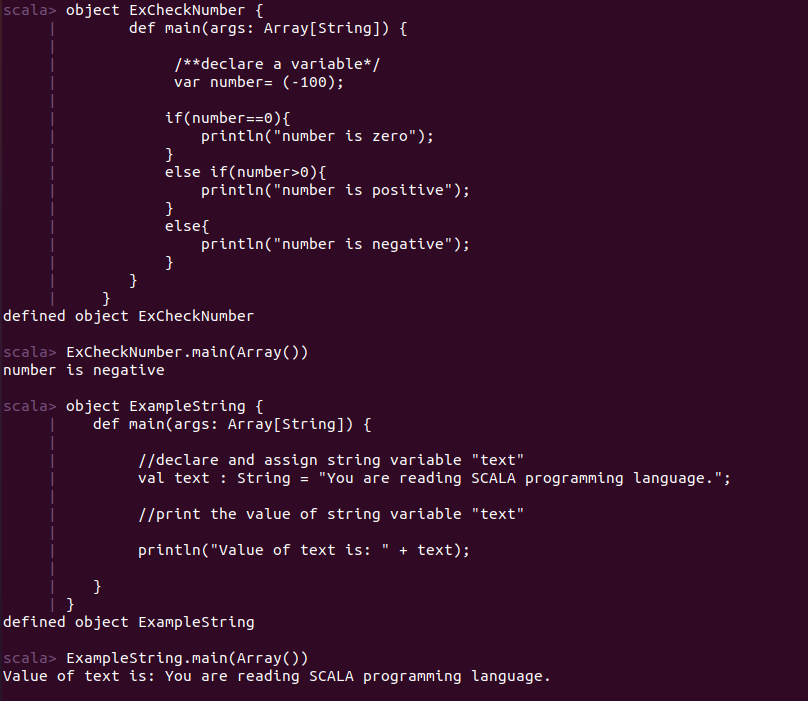 scala> object ExCheckNumber {
     |        def main(args: Array[String]) {
     |
     |             /**declare a variable*/
     |             var number= (-100);
     |
     |            if(number==0){
     |                println("number is zero");
     |            }
     |            else if(number>0){
     |                println("number is positive");
     |            }
     |            else{
     |                println("number is negative");
     |            }
     |        }
     |     }
defined object ExCheckNumber

scala> ExCheckNumber.main(Array())
number is negative

scala> object ExampleString {
     |    def main(args: Array[String]) {
     |
     |         //declare and assign string variable "text"
     |         val text : String = "You are reading SCALA programming language.";
     |
     |         //print the value of string variable "text"
     |
     |         println("Value of text is: " + text);
     |
     |    }
     | }
defined object ExampleString

scala> ExampleString.main(Array())
Value of text is: You are reading SCALA programming language.